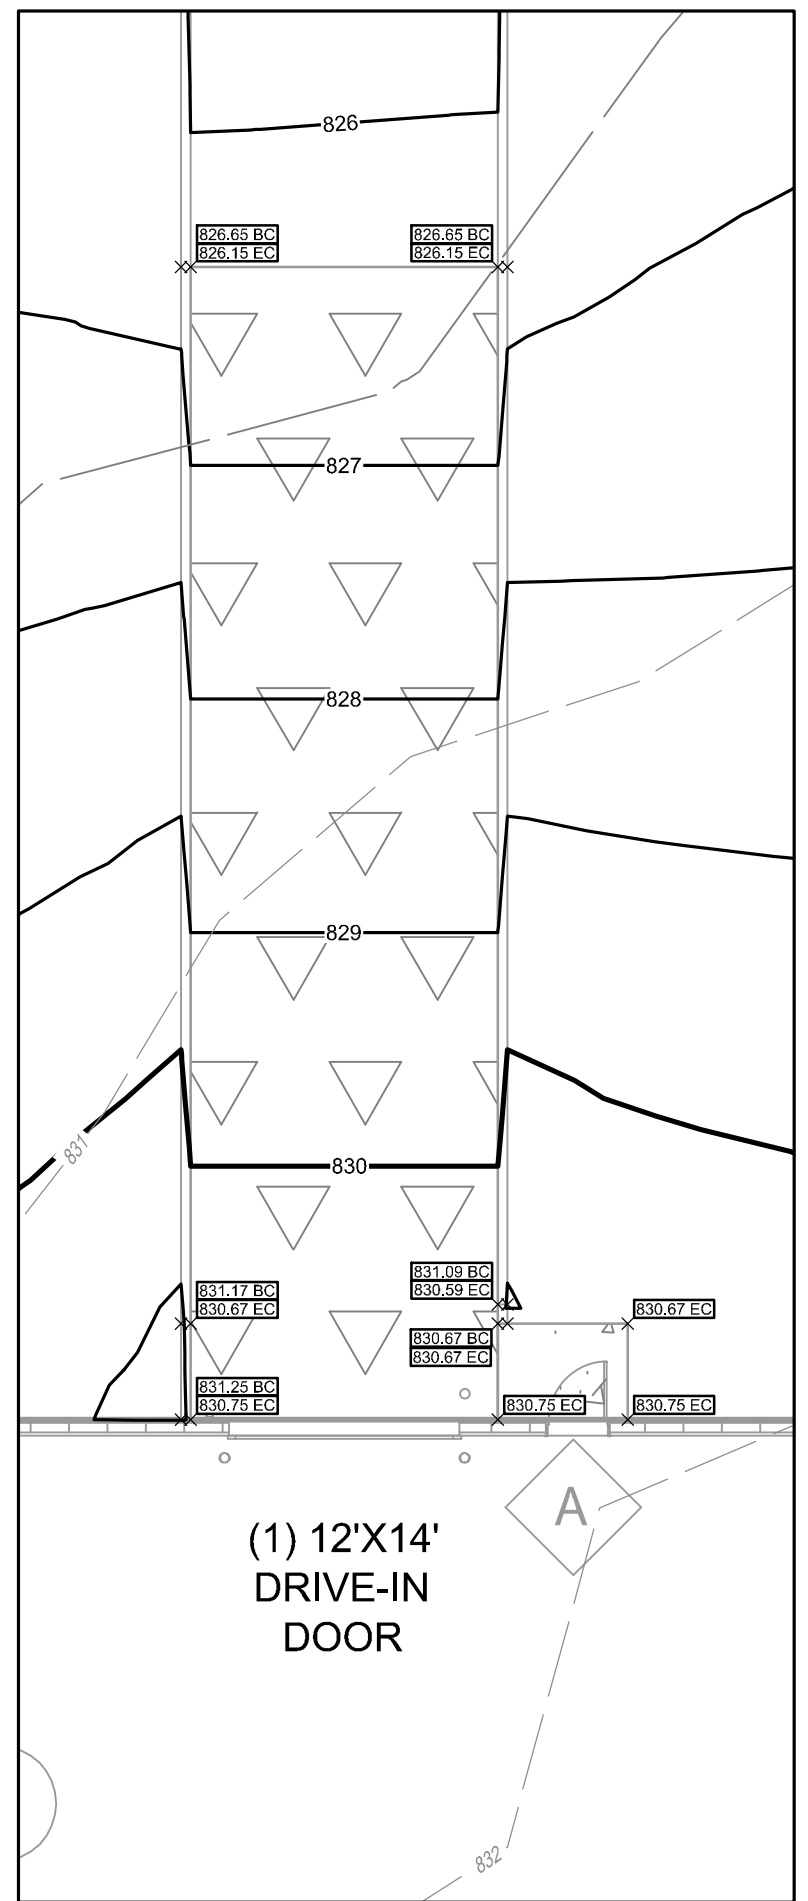 826
826.65 BC
826.15 EC
826.65 BC
826.15 EC
827
828
829
831
830
831.17 BC
830.67 EC
831.09 BC
830.59 EC
830.67 EC
830.67 BC
830.67 EC
831.25 BC
830.75 EC
830.75 EC
830.75 EC
A
(1) 12'X14'
DRIVE-IN
DOOR
832